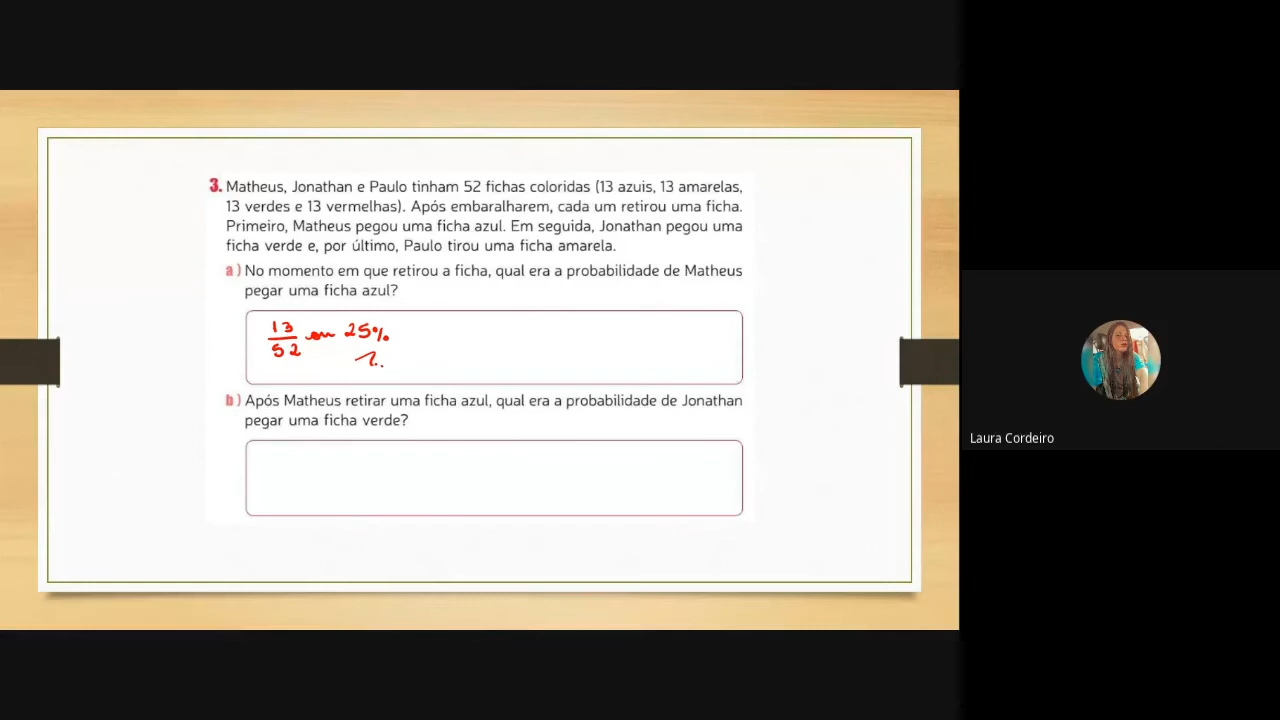 3. Matheus, Jonathan e Paulo tinham 52 fichas coloridas (13 azuis, 13 amarelas,
13 verdes e 13 vermelhas). Após embaralharem, cada um retirou uma ficha.
Primeiro, Matheus pegou uma ficha azul. Em seguida, Jonathan pegou uma
ficha verde e, por último, Paulo tirou uma ficha amarela.
a) No momento em que retirou a ficha, qual era a probabilidade de Matheus
pegar uma ficha azul?
13
52
ou 25%
b) Após Matheus retirar uma ficha azul, qual era a probabilidade de Jonathan
pegar uma ficha verde?
Laura Cordeiro